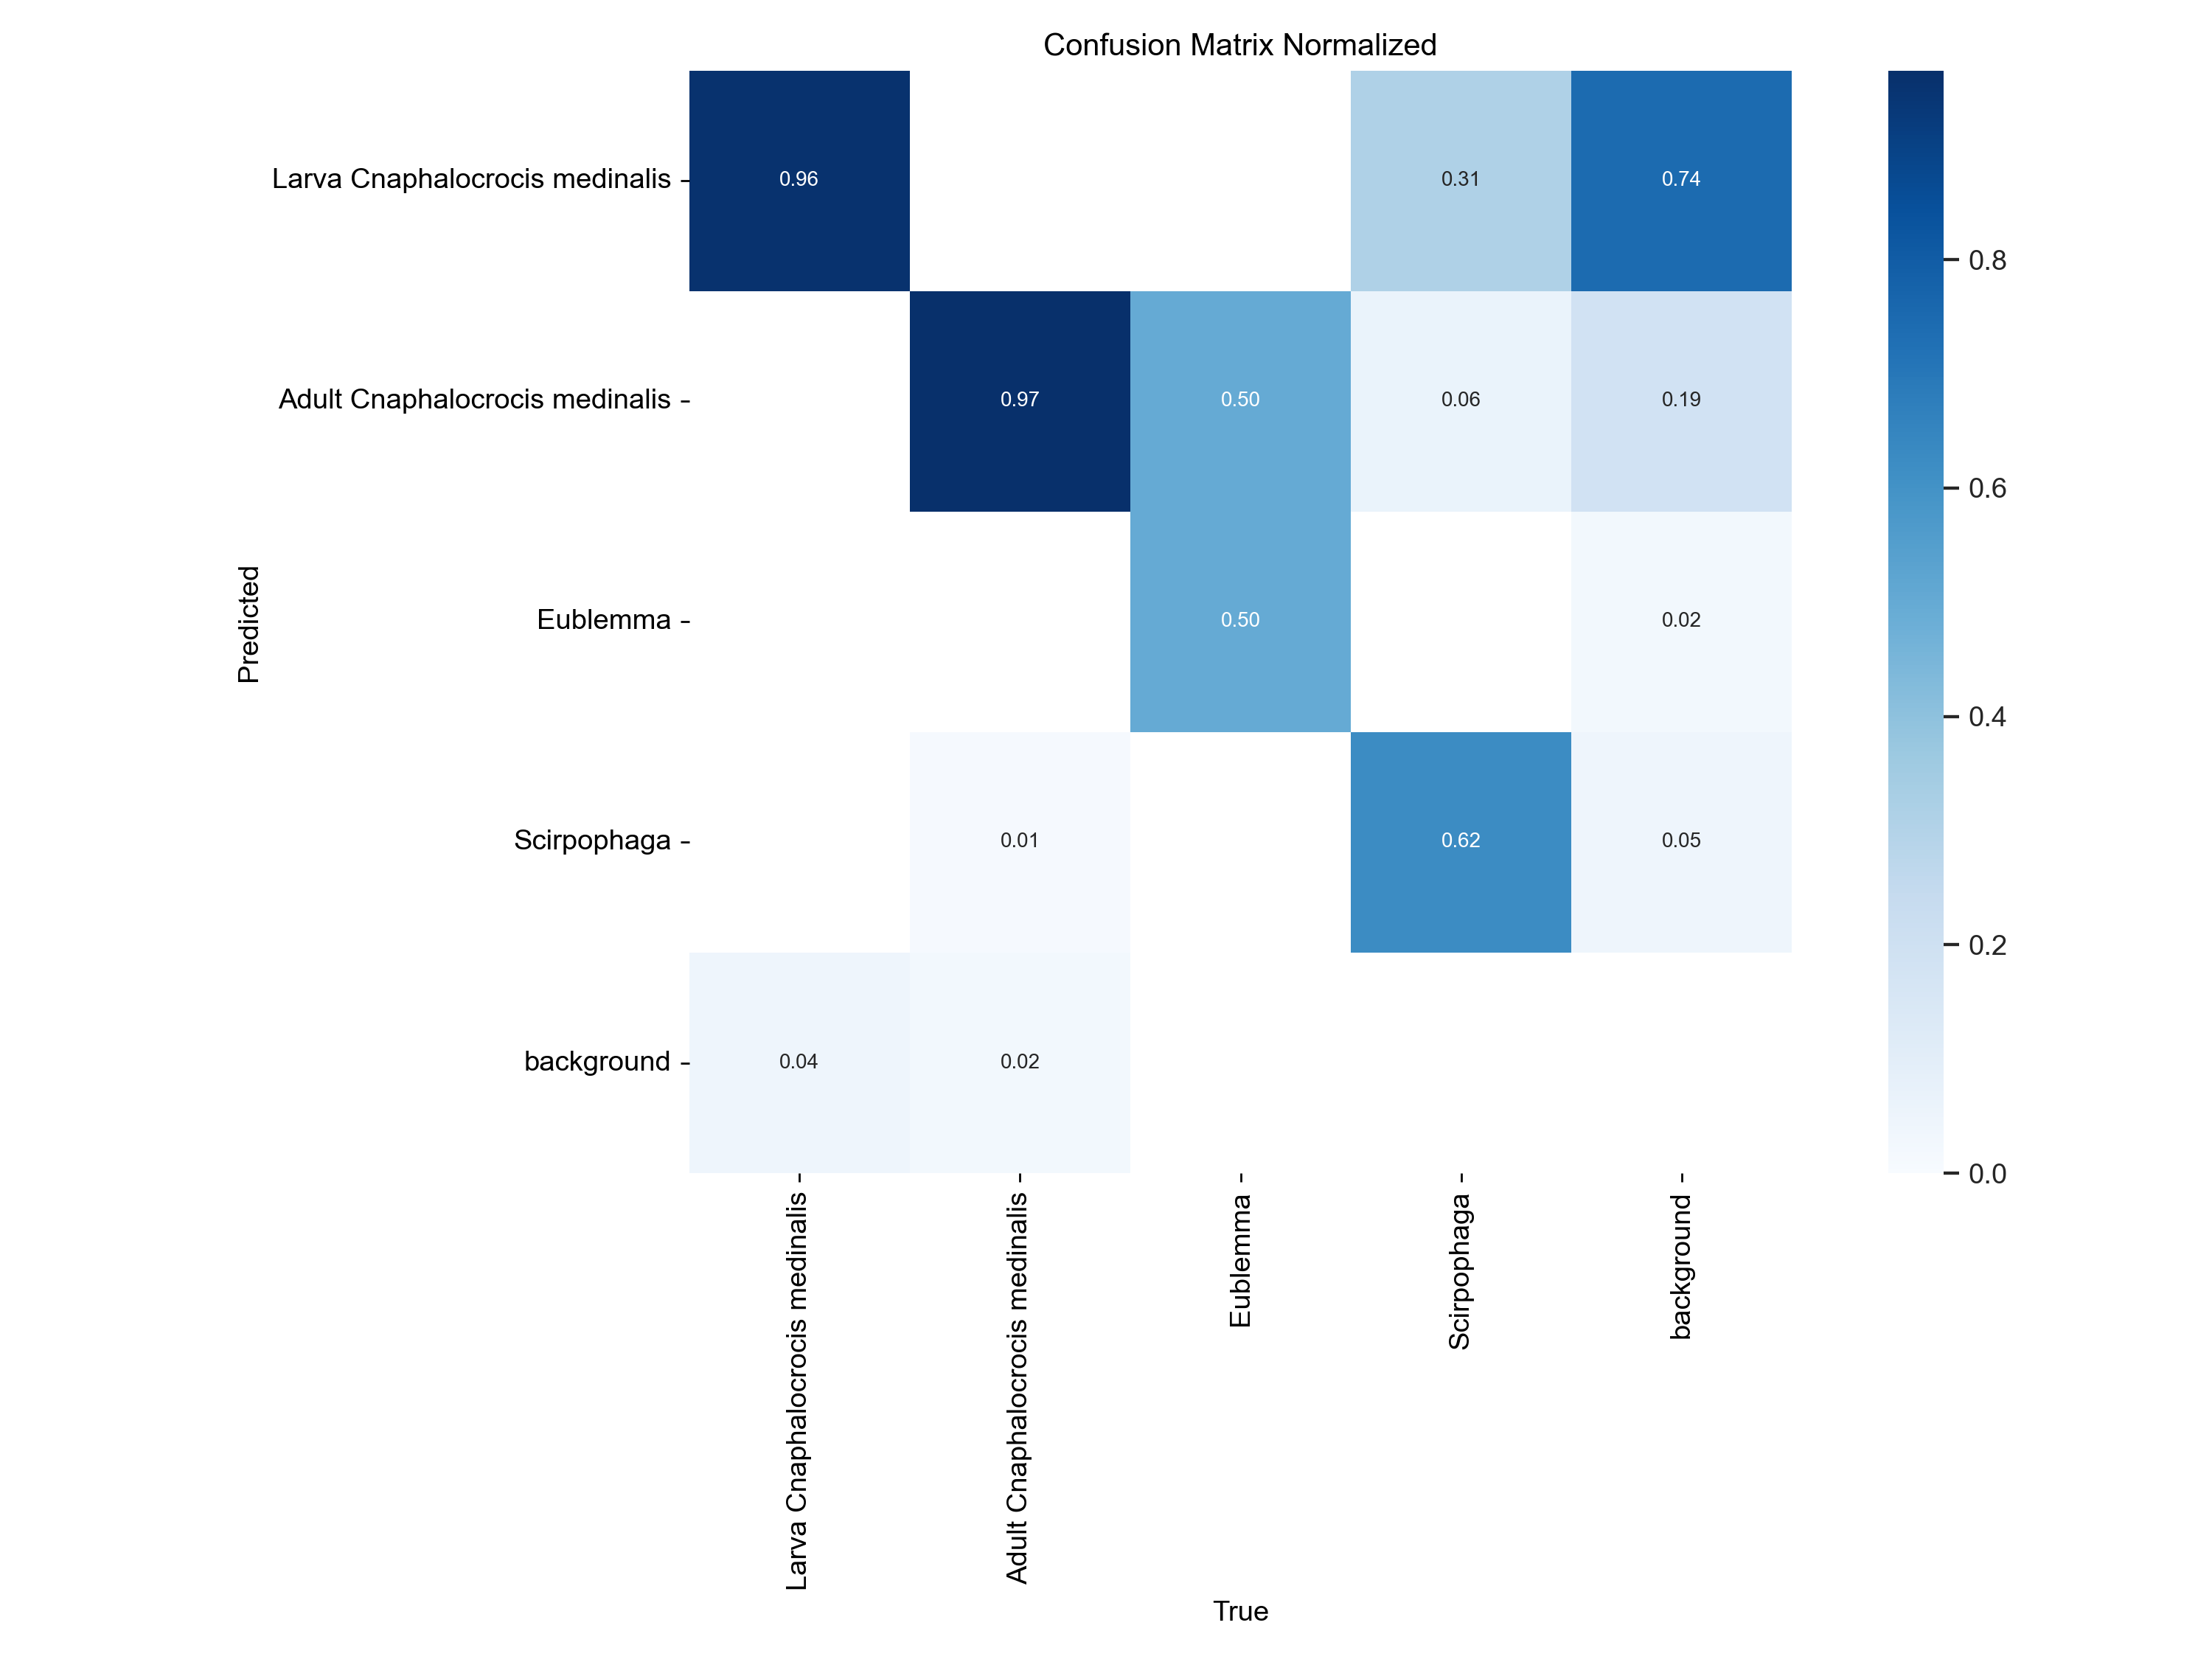 Confusion Matrix Normalized
Larva Cnaphalocrocis medinalis
0.96
0.31
0.74
Adult Cnaphalocrocis medinalis
0.97
0.50
0.06
0.19
Eublemma
0.50
0.02
Scirpophaga
0.01
0.62
0.05
background
0.04
0.02
Predicted
Larva Cnaphalocrocis medinalis
Adult Cnaphalocrocis medinalis
Eublemma
Scirpophaga
background
True
0.8
0.6
0.4
0.2
0.0